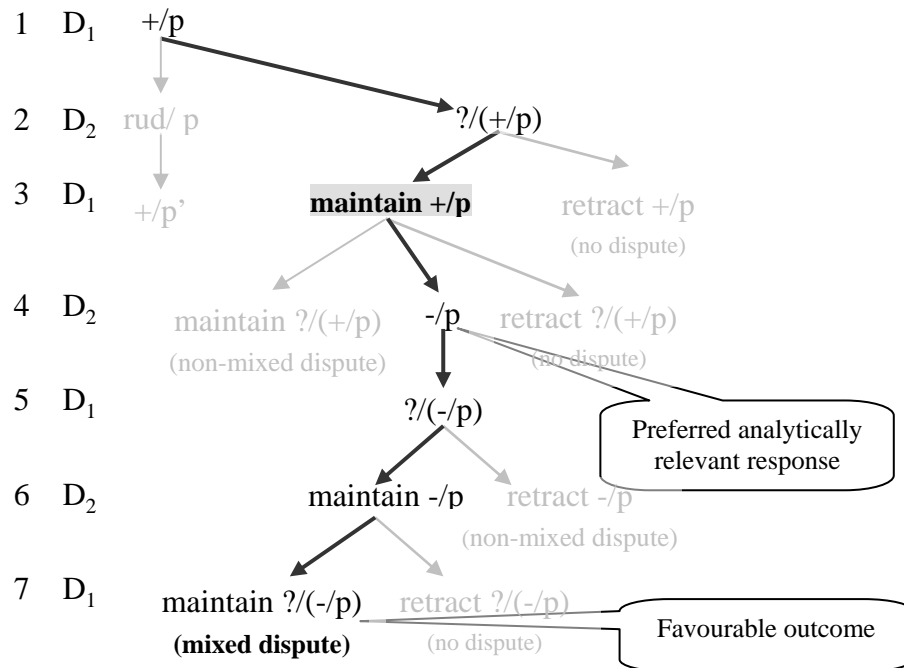 1 D₁ +/p
2 D₂ rud/ p ?/(+/p)
3 D₁ +/p’ maintain +/p retract +/p
(no dispute)
4 D₂ maintain ?/(+/p) -/p retract ?/(+/p)
(non-mixed dispute) (no dispute)
5 D₁ ?/(-/p)
Preferred analytically
relevant response
6 D₂ maintain -/p retract -/p
(non-mixed dispute)
7 D₁ maintain ?/(-/p) retract ?/(-/p)
(mixed dispute) (no dispute)
Favourable outcome